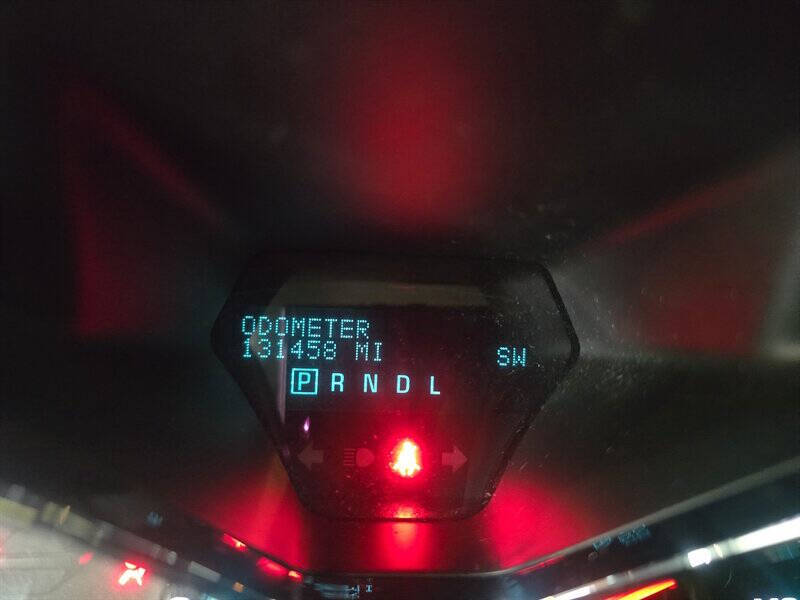 ODOMETER
131458 MI
SW
P R N D L